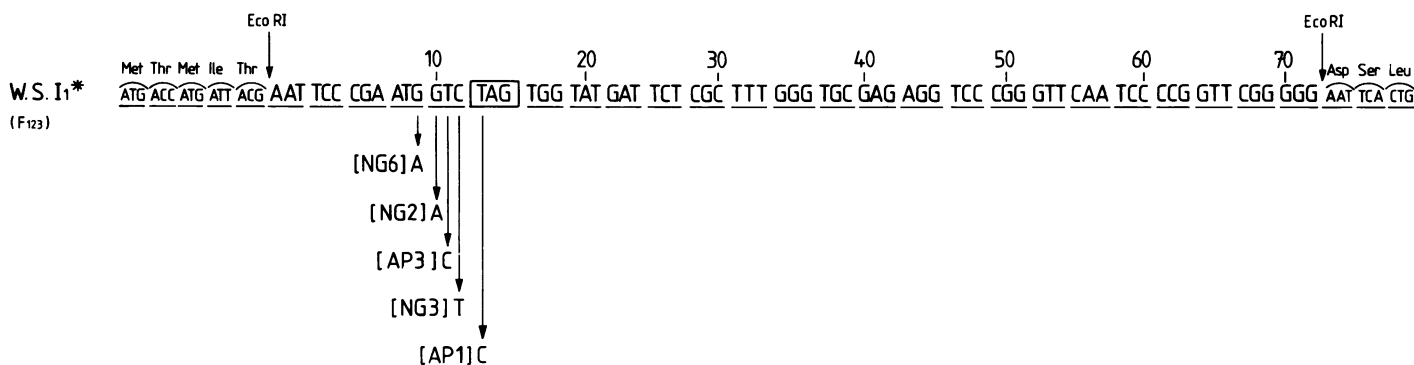 Eco RI EcoRI
10 20 30 40 50 60 70
Met Thr Met Ile Thr Asp Ser Leu
W.S. I1* ATG ACC ATG ATT ACG AAT TCC CGA ATG GTC TAG TGG TAT GAT TCT CGC TTT GGG TGC GAG AGG TCC CGG GTT CAA TCC CCG GTT CGG GGG AAT TCA CTG
(F123)
[NG6] A
[NG2] A
[AP3] C
[NG3] T
[AP1] C